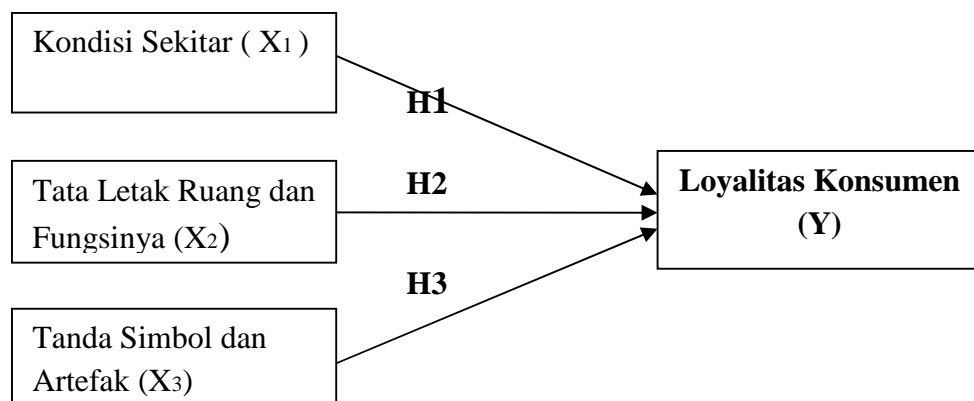 Kondisi Sekitar ( X1 )
H1
Tata Letak Ruang dan
Fungsinya (X2)
H2
Loyalitas Konsumen
(Y)
H3
Tanda Simbol dan
Artefak (X3)